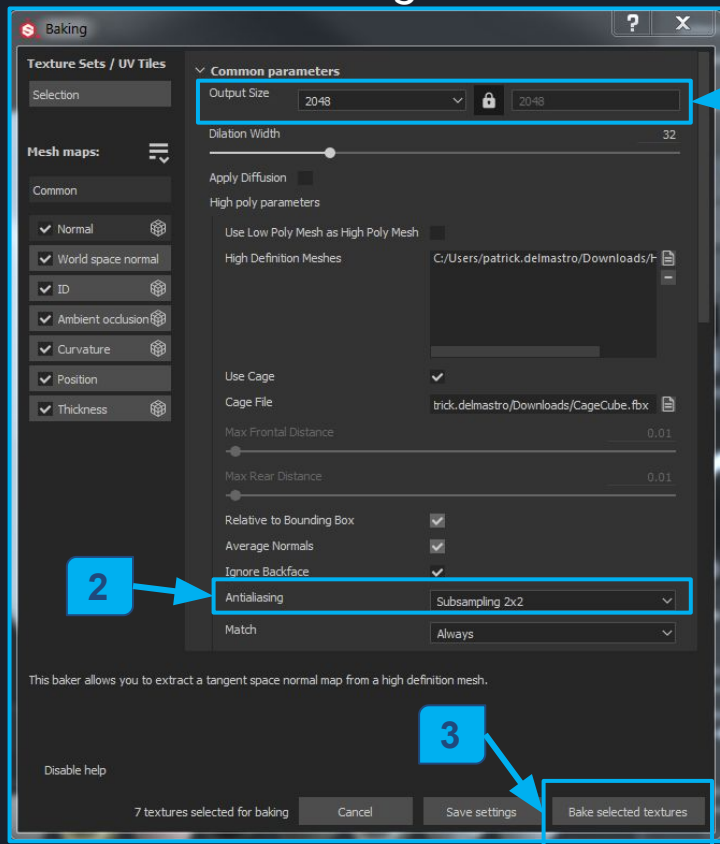 Baking
? X
Texture Sets / UV Tiles
Selection
Mesh maps:
Common
Normal
World space normal
ID
Ambient occlusion
Curvature
Position
Thickness
Common parameters
Output Size 2048 2048
Dilation Width 32
Apply Diffusion
High poly parameters
Use Low Poly Mesh as High Poly Mesh
High Definition Meshes C:/Users/patrick.delmastro/Downloads/H
Use Cage
Cage File trick.delmastro/Downloads/CageCube.fbx
Max Frontal Distance 0.01
Max Rear Distance 0.01
Relative to Bounding Box
Average Normals
Ignore Backface
2
Antialiasing Subsampling 2x2
Match Always
This baker allows you to extract a tangent space normal map from a high definition mesh.
3
Disable help
7 textures selected for baking Cancel Save settings Bake selected textures